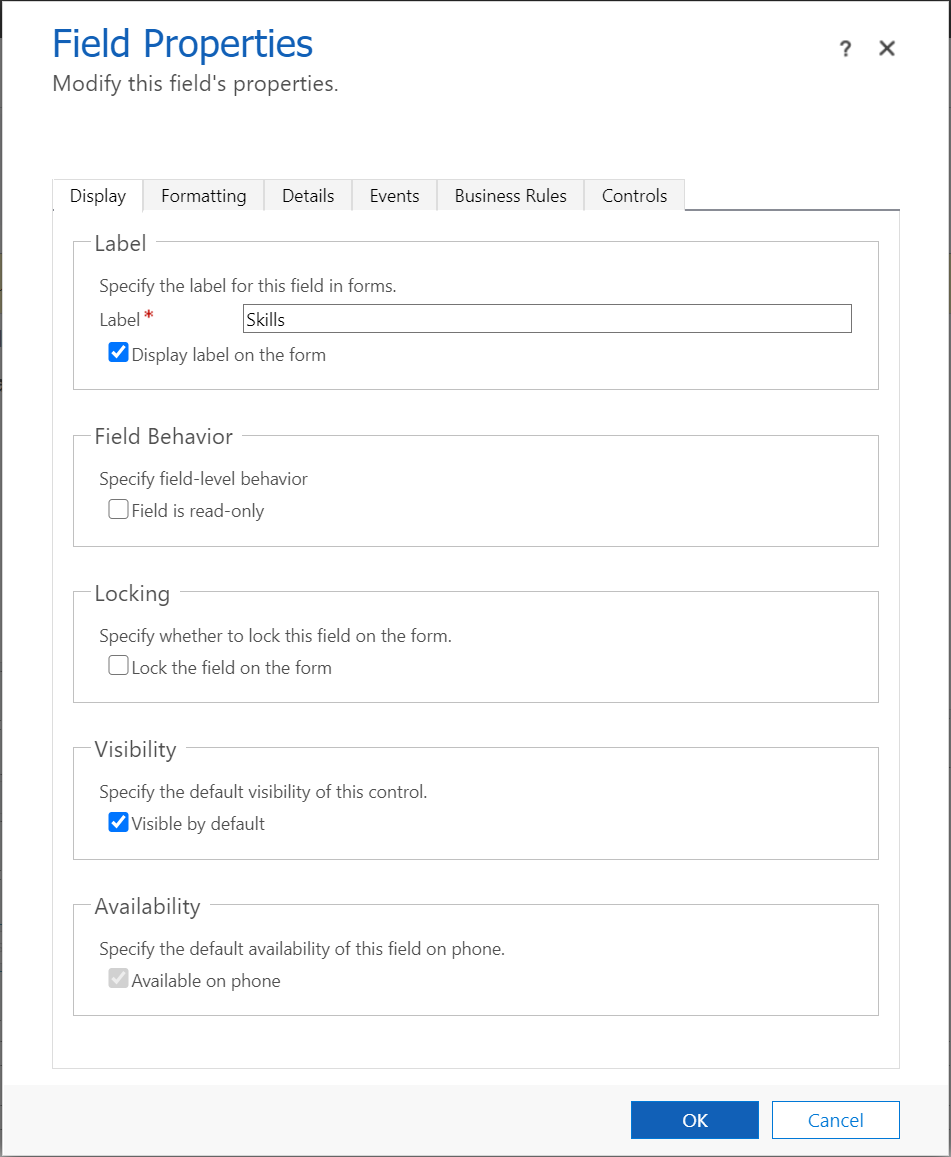 Field Properties
? ✕
Modify this field's properties.
Display Formatting Details Events Business Rules Controls
Label
Specify the label for this field in forms.
Label * Skills
Display label on the form
Field Behavior
Specify field-level behavior
Field is read-only
Locking
Specify whether to lock this field on the form.
Lock the field on the form
Visibility
Specify the default visibility of this control.
Visible by default
Availability
Specify the default availability of this field on phone.
Available on phone
OK Cancel